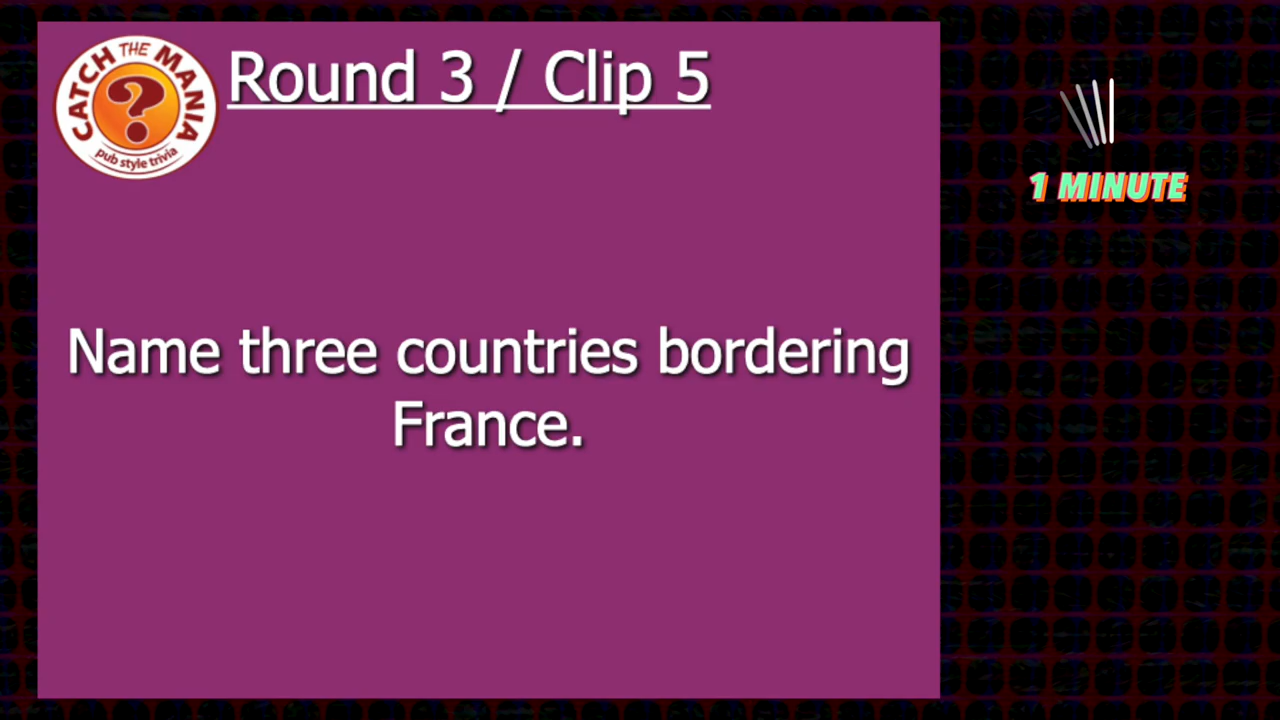 CATCH THE MANIA
pub style trivia
Round 3 / Clip 5
1 MINUTE
Name three countries bordering
France.